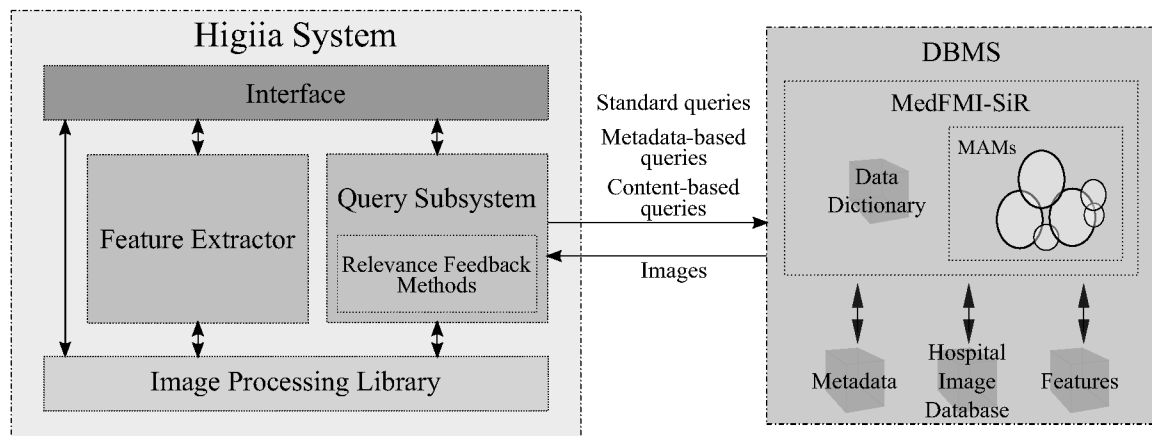 Higiia System
Interface
Feature Extractor
Query Subsystem
Relevance Feedback
Methods
Image Processing Library
Standard queries
Metadata-based
queries
Content-based
queries
Images
DBMS
MedFMI-SiR
Data
Dictionary
MAMs
Metadata
Hospital
Image
Database
Features